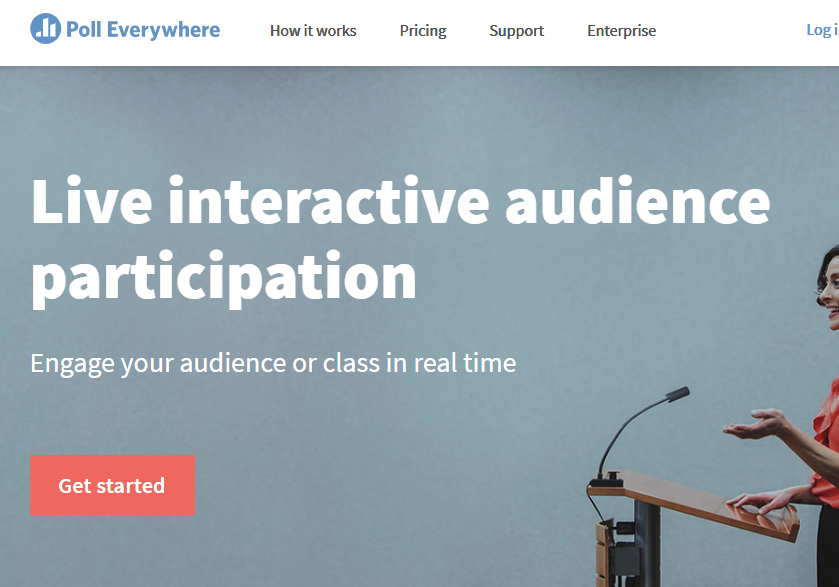 Poll Everywhere
How it works
Pricing
Support
Enterprise
Log i
Live interactive audience
participation
Engage your audience or class in real time
Get started